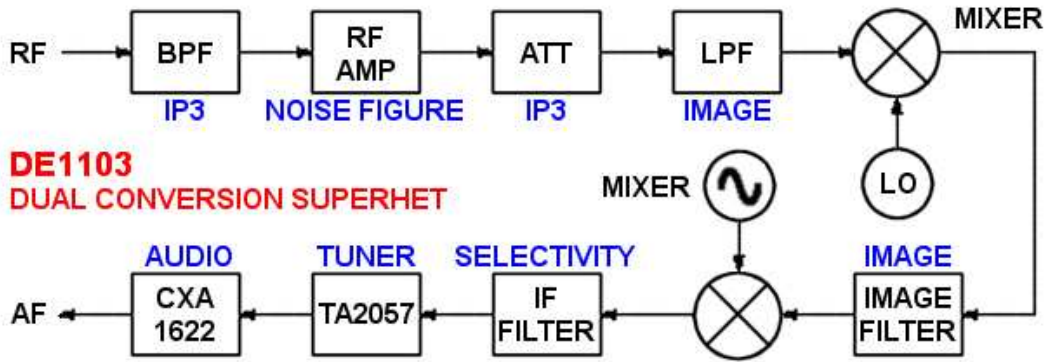 MIXER
RF
BPF
RF
AMP
ATT
LPF
IP3
NOISE FIGURE
IP3
IMAGE
DE1103
DUAL CONVERSION SUPERHET
MIXER
LO
AUDIO
TUNER
SELECTIVITY
IMAGE
AF
CXA
1622
TA2057
IF
FILTER
IMAGE
FILTER